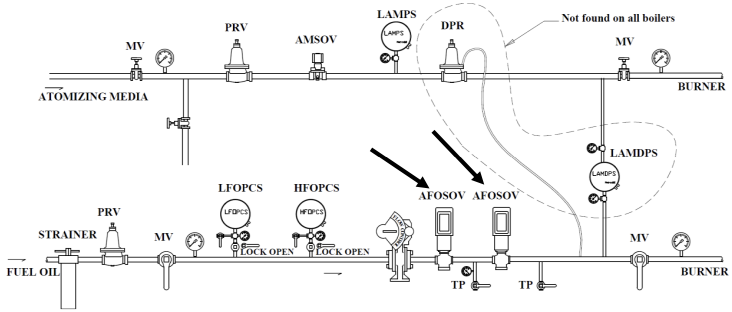 LAMPS
Not found on all boilers
PRV
AMSOV
DPR
MV
MV
LAMPS
ATOMIZING MEDIA
BURNER
LAMDPS
LAMDPS
LFOPCS
HFOPCS
AFOSOV
AFOSOV
PRV
LFOPCS
HFOPCS
STRAINER
MV
MV
LOCK OPEN
LOCK OPEN
FUEL OIL
BURNER
TP
TP